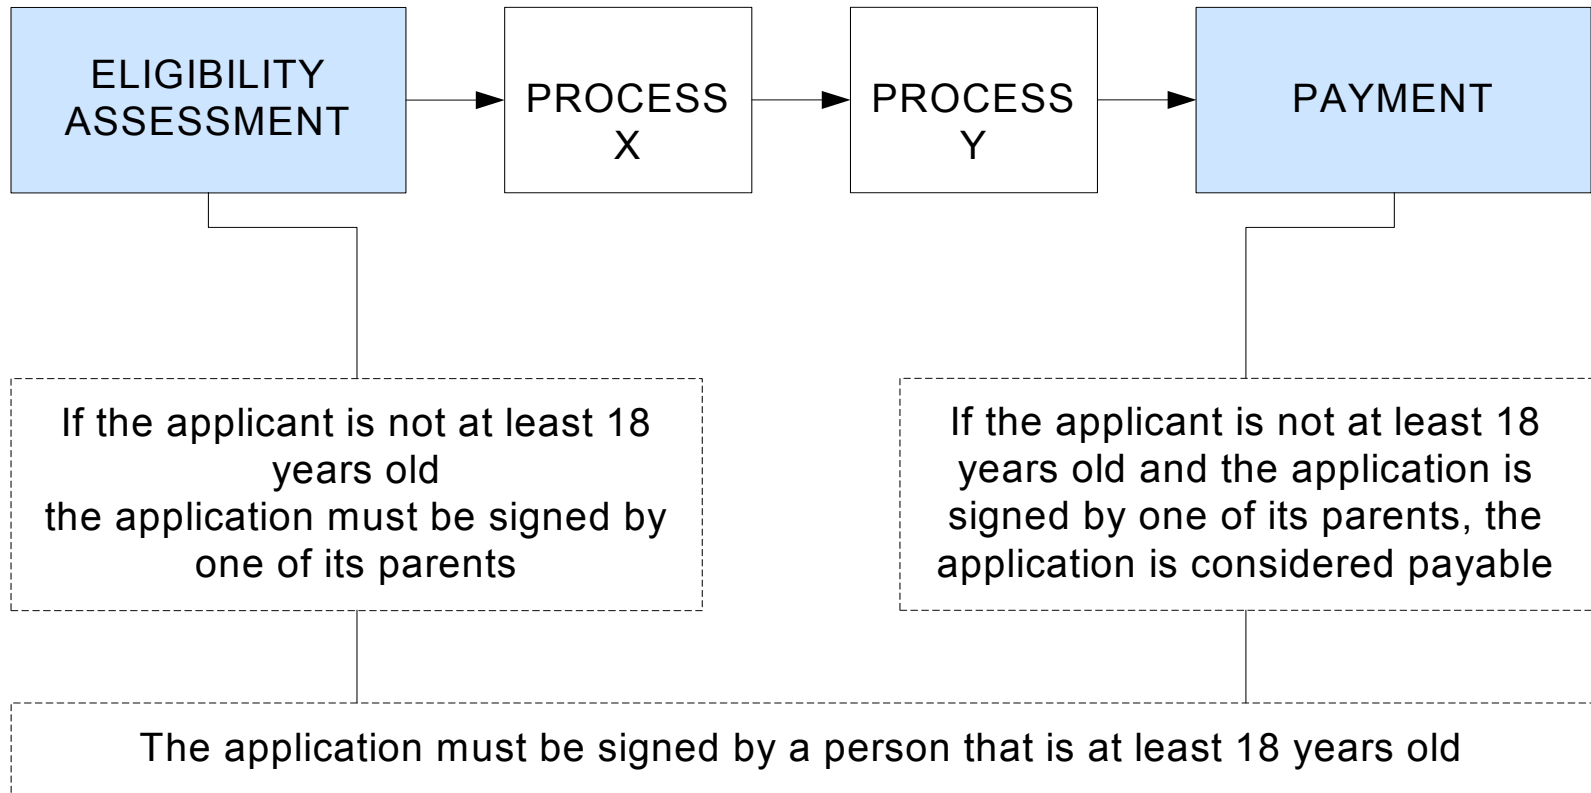 ELIGIBILITY
ASSESSMENT
PROCESS
X
PROCESS
Y
PAYMENT
If the applicant is not at least 18
years old
the application must be signed by
one of its parents
If the applicant is not at least 18
years old and the application is
signed by one of its parents, the
application is considered payable
The application must be signed by a person that is at least 18 years old